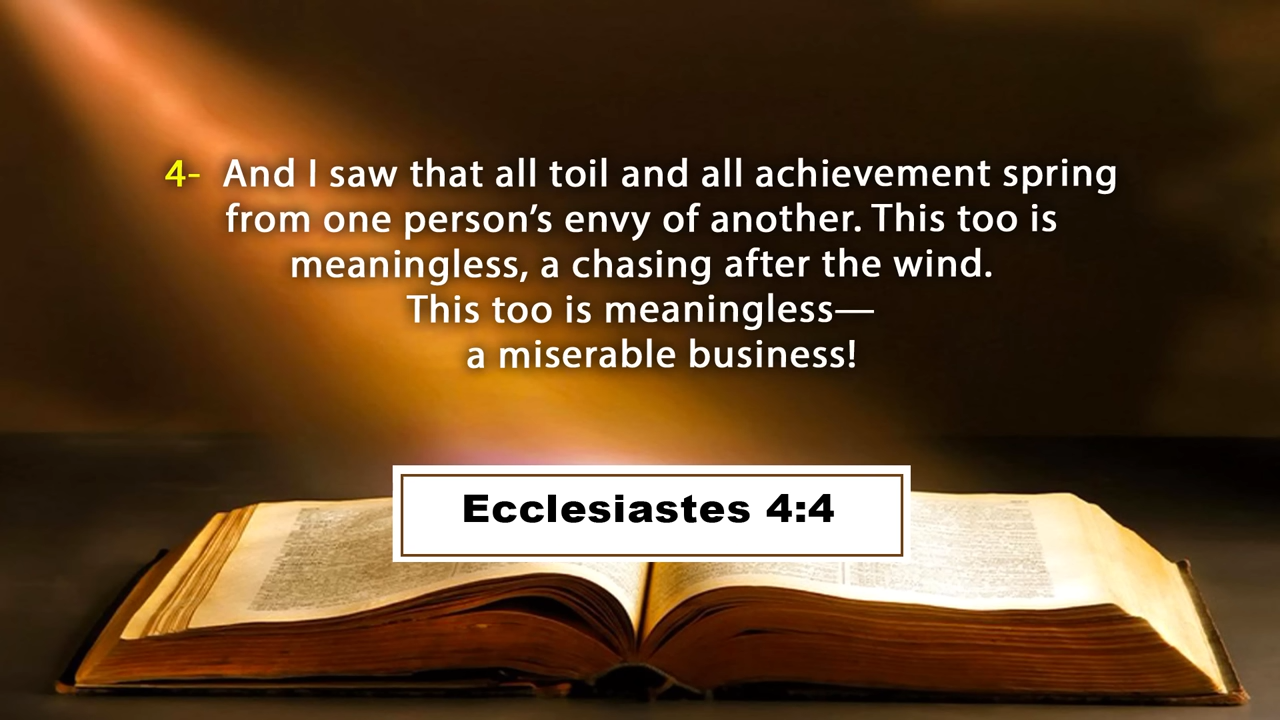 4- And I saw that all toil and all achievement spring
from one person’s envy of another. This too is
meaningless, a chasing after the wind.
This too is meaningless—
a miserable business!
Ecclesiastes 4:4